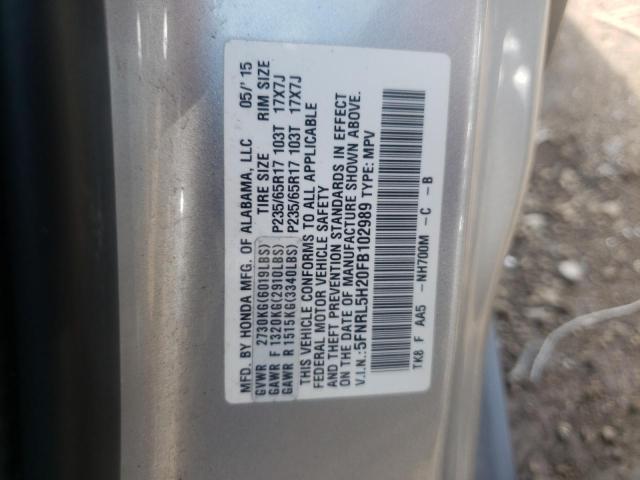 MFD. BY HONDA MFG. OF ALABAMA, LLC 05/'15
GVWR 2730KG(6019LBS) TIRE SIZE RIM SIZE
GAWR F 1320KG(2910LBS) P235/65R17 103T 17X7J
GAWR R 1515KG(3340LBS) P235/65R17 103T 17X7J
THIS VEHICLE CONFORMS TO ALL APPLICABLE
FEDERAL MOTOR VEHICLE SAFETY
AND THEFT PREVENTION STANDARDS IN EFFECT
ON THE DATE OF MANUFACTURE SHOWN ABOVE.
V.I.N.:5FNRL5H20FB102989 TYPE: MPV
TK8 F AA5 -NH700M -C -B